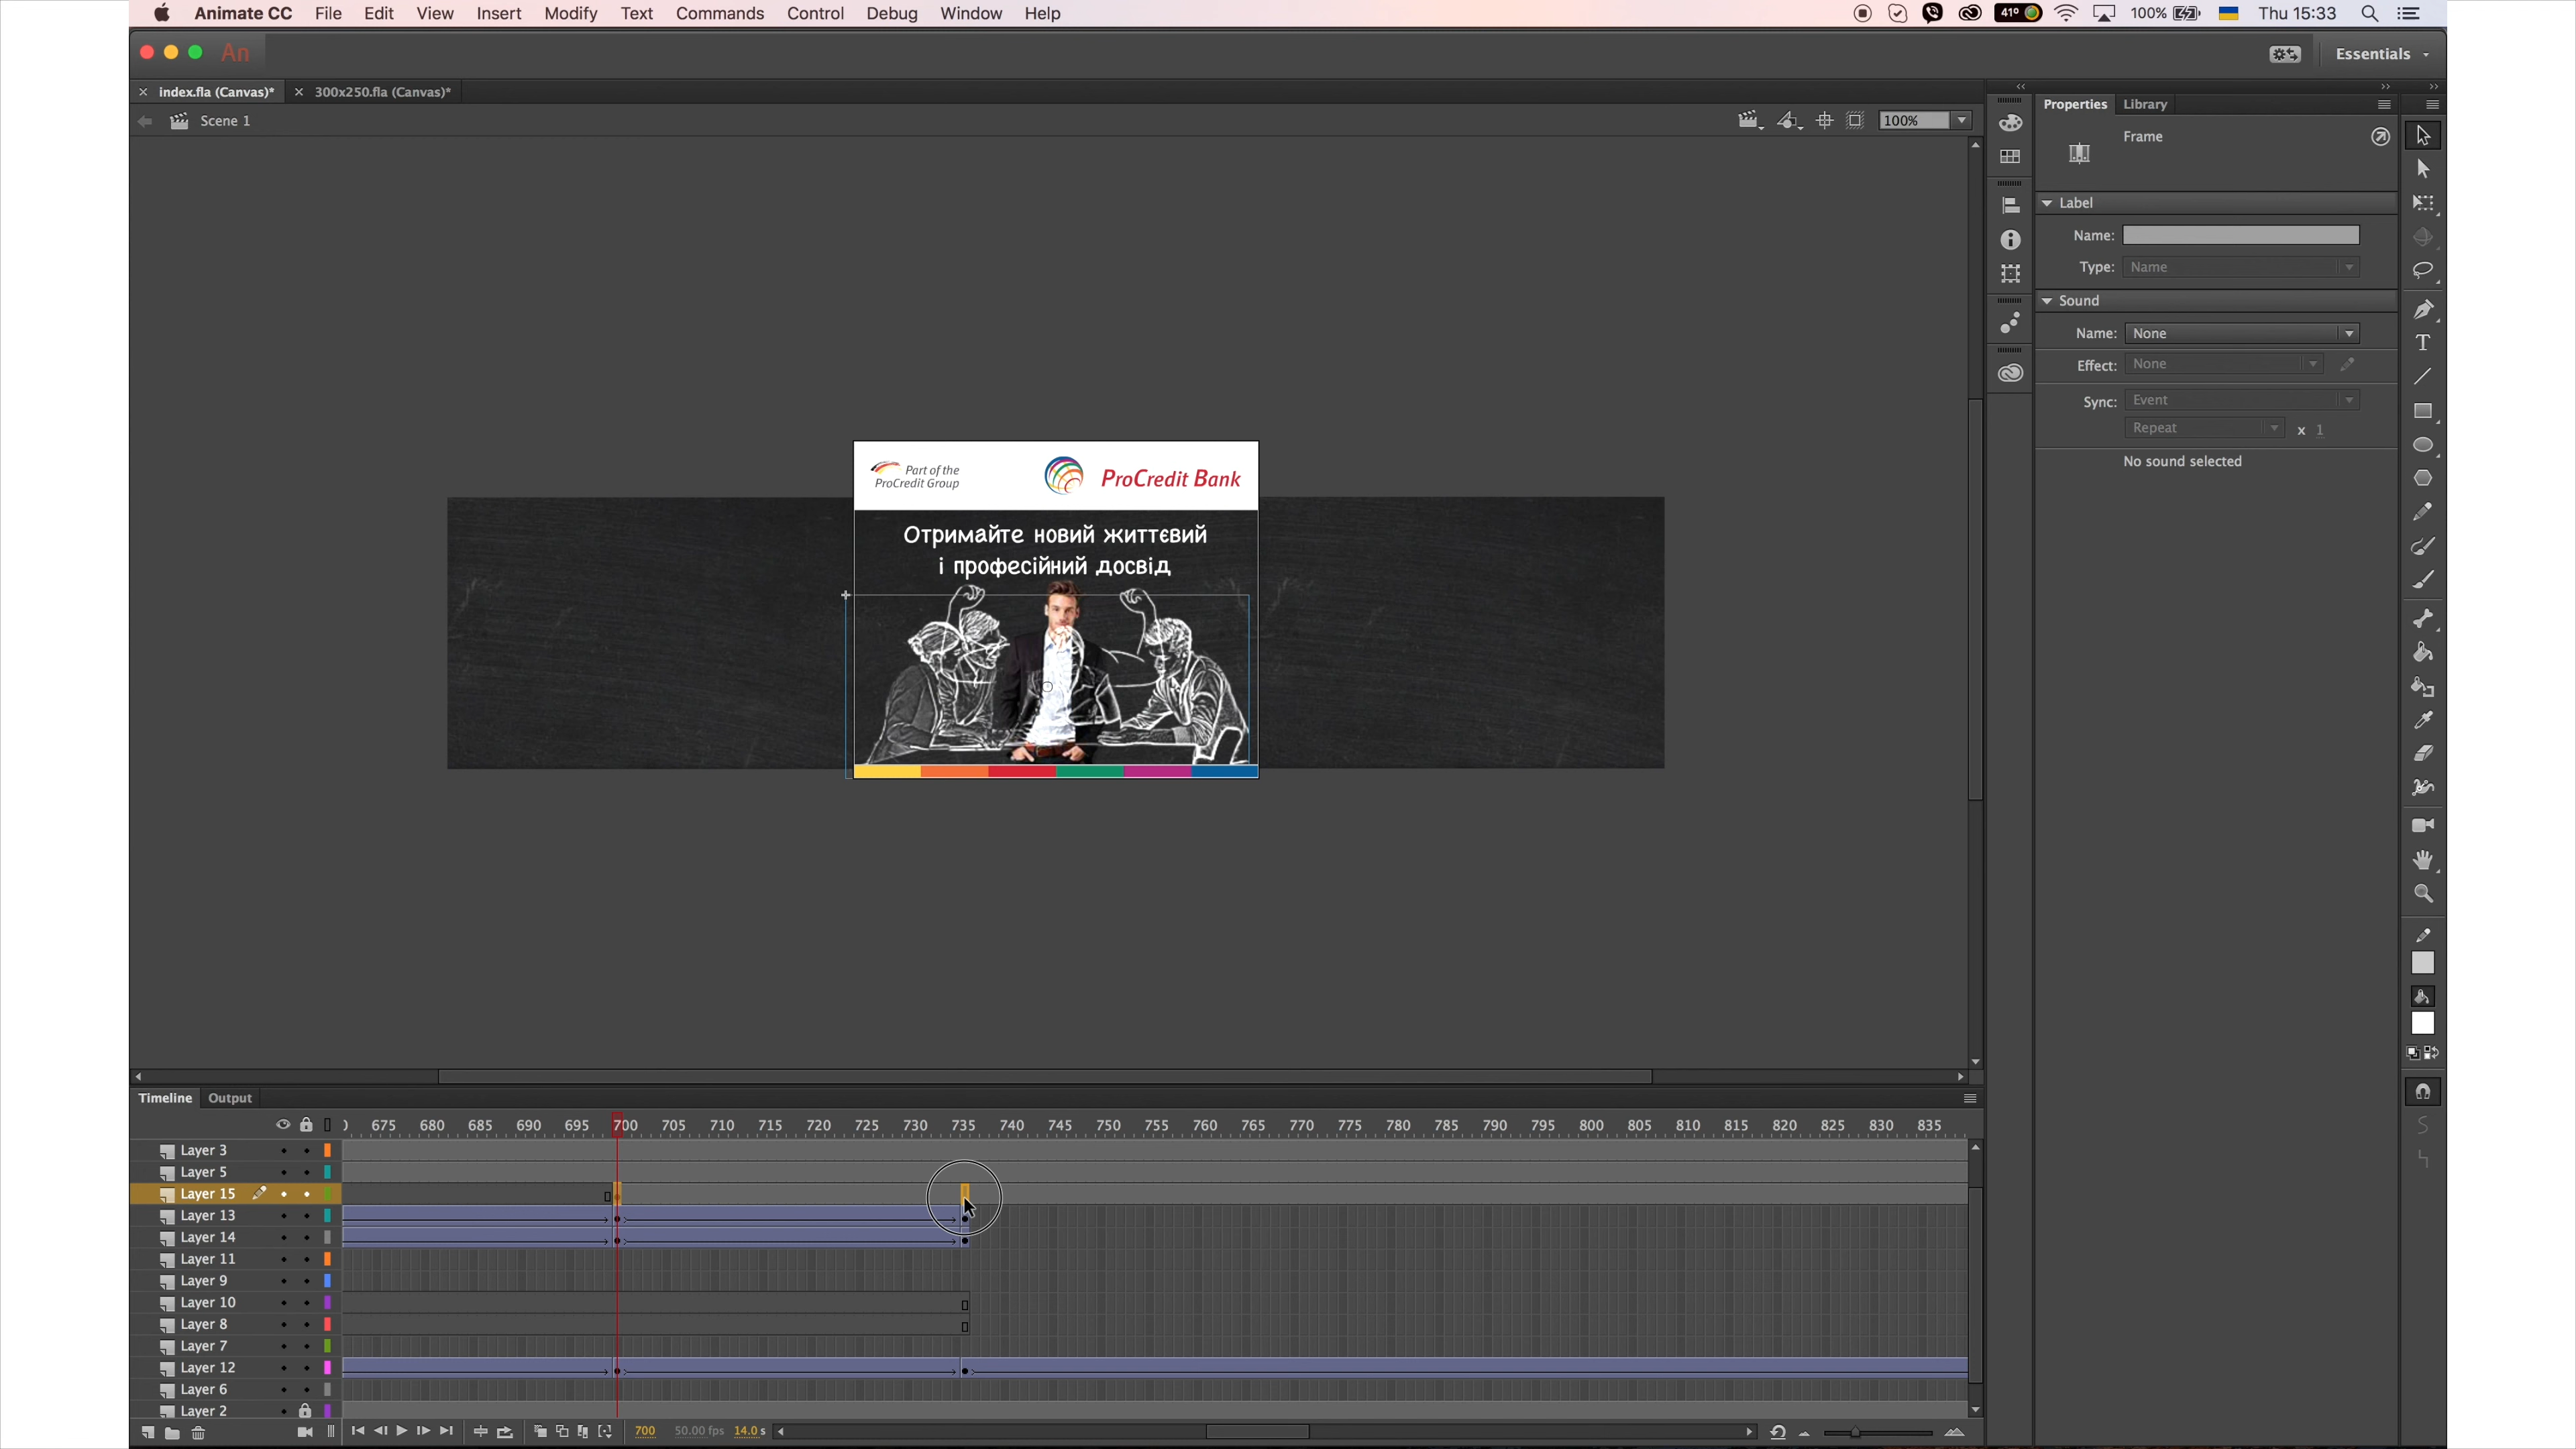 Animate CC File Edit View Insert Modify Text Commands Control Debug Window Help
41° 100% Thu 15:33
An
Essentials
index.fla (Canvas)* 300x250.fla (Canvas)*
Scene 1
100%
Properties Library
Frame
Label
Name:
Type: Name
Sound
Name: None
Effect: None
Sync: Event
Repeat x 1
No sound selected
Part of the
ProCredit Group
ProCredit Bank
Отримайте новий життєвий
і професійний досвід
Timeline Output
675 680 685 690 695 700 705 710 715 720 725 730 735 740 745 750 755 760 765 770 775 780 785 790 795 800 805 810 815 820 825 830 835
Layer 3
Layer 5
Layer 15
Layer 13
Layer 14
Layer 11
Layer 9
Layer 10
Layer 8
Layer 7
Layer 12
Layer 6
Layer 2
700 50.00 fps 14.0 s